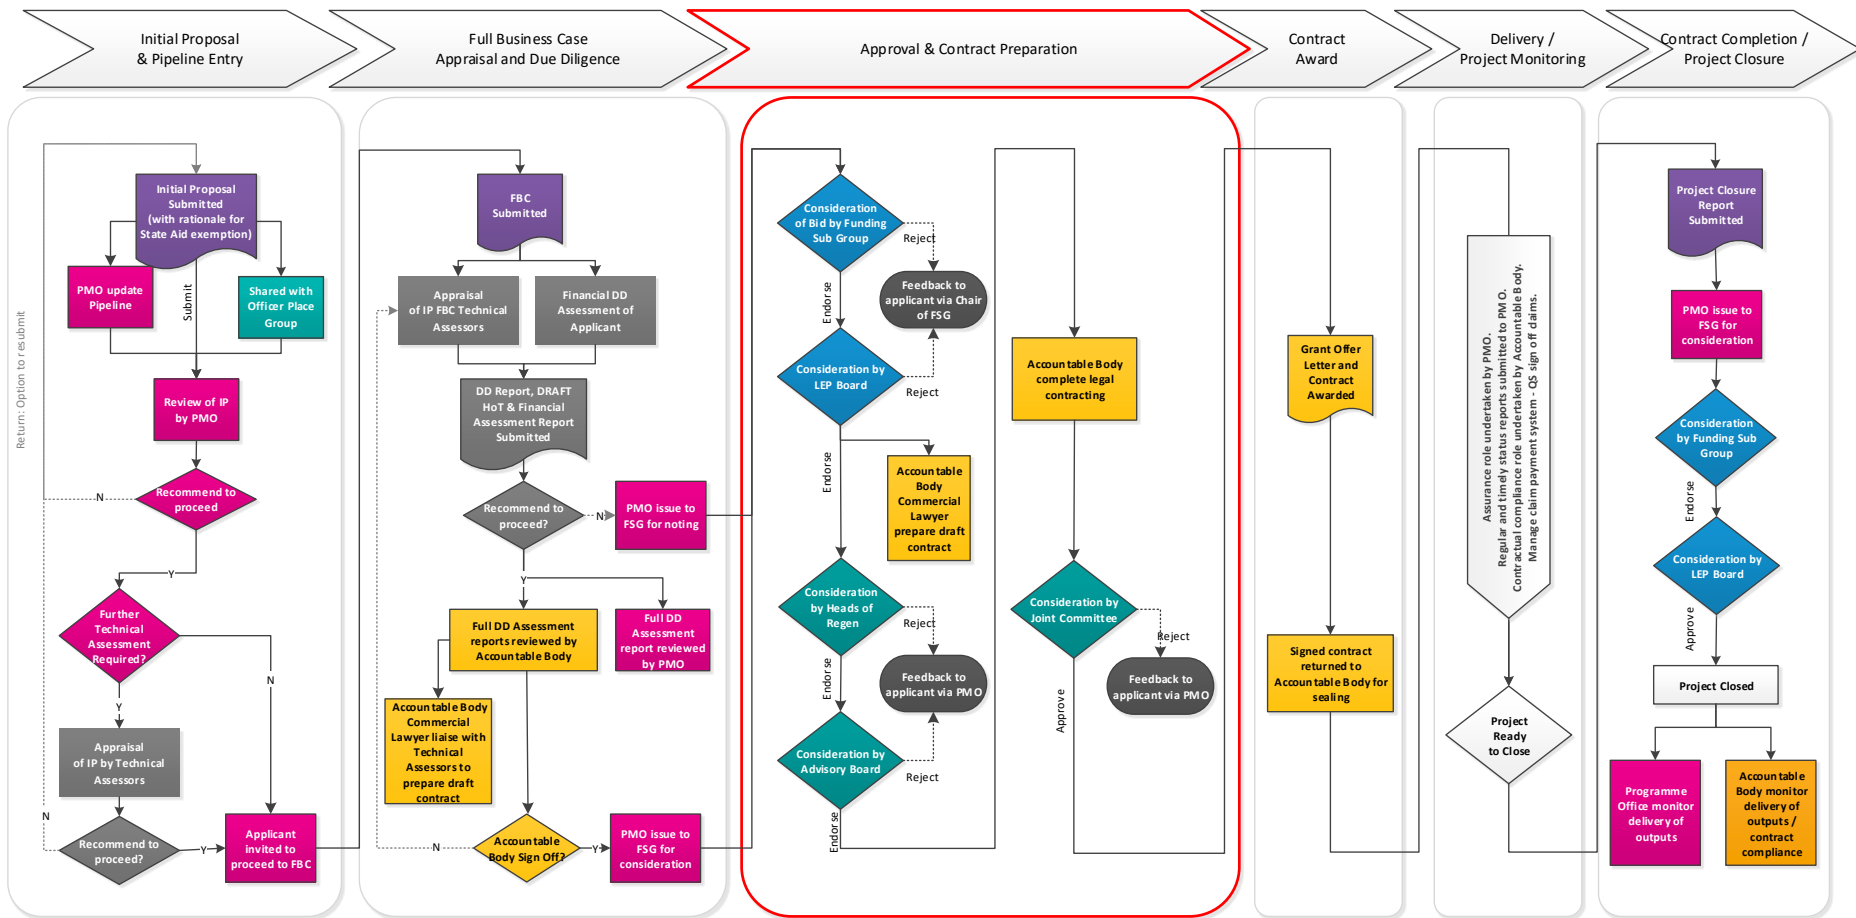 Initial Proposal
& Pipeline Entry
Full Business Case
Appraisal and Due Diligence
Approval & Contract Preparation
Contract
Award
Delivery /
Project Monitoring
Contract Completion /
Project Closure
Return: Option to resubmit
Initial Proposal
Submitted
(with rationale for
State Aid exemption)
PMO update
Pipeline
Submit
Shared with
Officer Place
Group
Review of IP
by PMO
Recommend to
proceed
N
Y
Further
Technical
Assessment
Required?
N
Y
Appraisal
of IP by Technical
Assessors
N
Recommend to
proceed?
Y
Applicant
invited to
proceed to FBC
FBC
Submitted
Appraisal
of IP FBC Technical
Assessors
Financial DD
Assessment of
Applicant
DD Report, DRAFT
HoT & Financial
Assessment Report
Submitted
Recommend to
proceed?
N
PMO issue to
FSG for noting
Y
Full DD Assessment
reports reviewed by
Accountable Body
Full DD
Assessment
report reviewed
by PMO
Accountable Body
Commercial
Lawyer liaise with
Technical
Assessors to
prepare draft
contract
N
Accountable
Body Sign Off?
Y
PMO issue to
FSG for
consideration
Consideration
of Bid by Funding
Sub Group
Reject
Feedback to
applicant via Chair
of FSG
Endorse
Consideration by
LEP Board
Reject
Endorse
Accountable
Body
Commercial
Lawyer
prepare draft
contract
Consideration
by Heads of
Regen
Reject
Feedback to
applicant via PMO
Endorse
Consideration by
Advisory Board
Reject
Endorse
Accountable Body
complete legal
contracting
Consideration by
Joint Committee
Reject
Feedback to
applicant via PMO
Approve
Grant Offer
Letter and
Contract
Awarded
Signed contract
returned to
Accountable Body for
sealing
Assurance role undertaken by PMO.
Regular and timely status reports submitted to PMO.
Contractual compliance role undertaken by Accountable Body.
Manage claim payment system - QS sign off claims.
Project
Ready
to Close
Project Closure
Report
Submitted
PMO issue to
FSG for
consideration
Consideration
by Funding Sub
Group
Endorse
Consideration by
LEP Board
Approve
Project Closed
Programme
Office monitor
delivery of
outputs
Accountable
Body monitor
delivery of
outputs /
contract
compliance